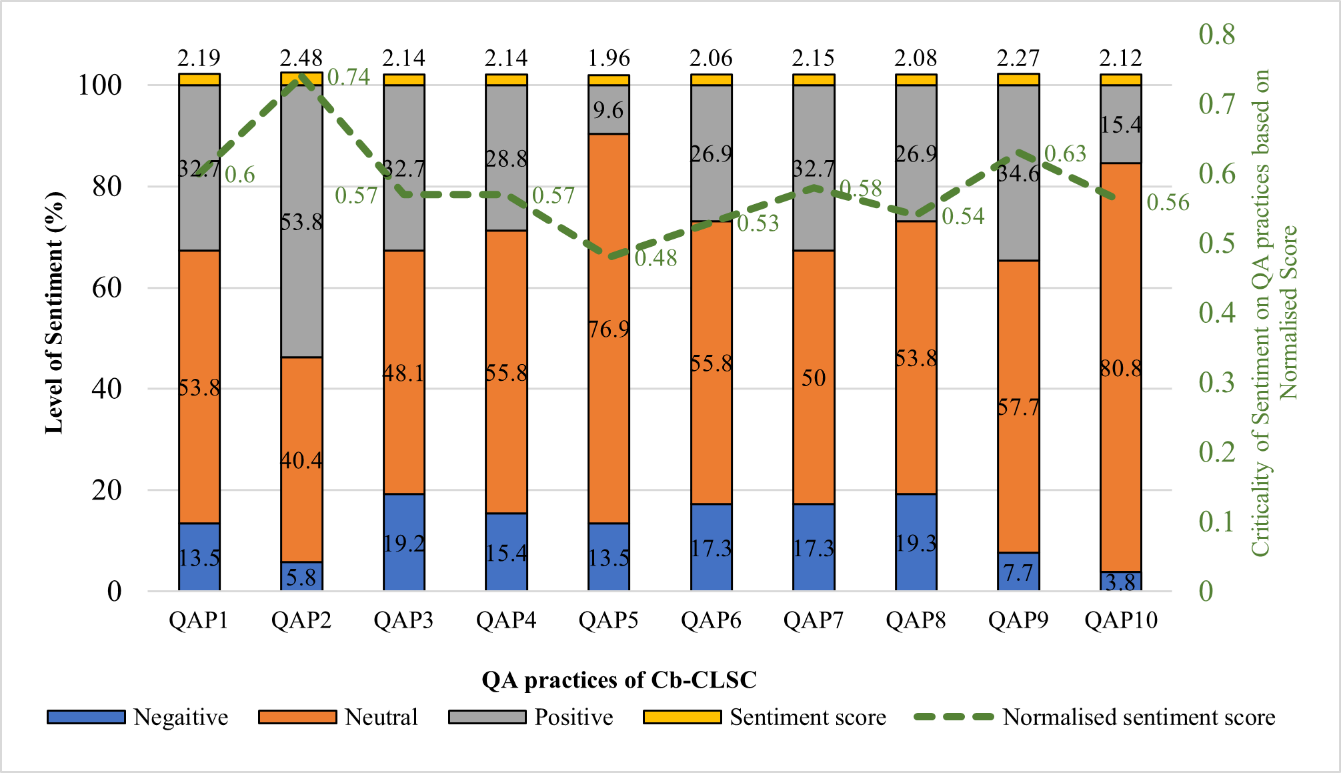 2.19 2.48 2.14 2.14 1.96 2.06 2.15 2.08 2.27 2.12
100
80
60
40
20
0
Level of Sentiment (%)
32.7 53.8 32.7 28.8 9.6 26.9 32.7 26.9 34.6 15.4
0.6 0.74 0.57 0.57 0.48 0.53 0.58 0.54 0.63 0.56
53.8 40.4 48.1 55.8 76.9 55.8 50 53.8 57.7 80.8
13.5 5.8 19.2 15.4 13.5 17.3 17.3 19.3 7.7 3.8
0.8
0.7
0.6
0.5
0.4
0.3
0.2
0.1
0
Criticality of Sentiment on QA practices based on
Normalised Score
QAP1 QAP2 QAP3 QAP4 QAP5 QAP6 QAP7 QAP8 QAP9 QAP10
QA practices of Cb-CLSC
Negaitive Neutral Positive Sentiment score Normalised sentiment score